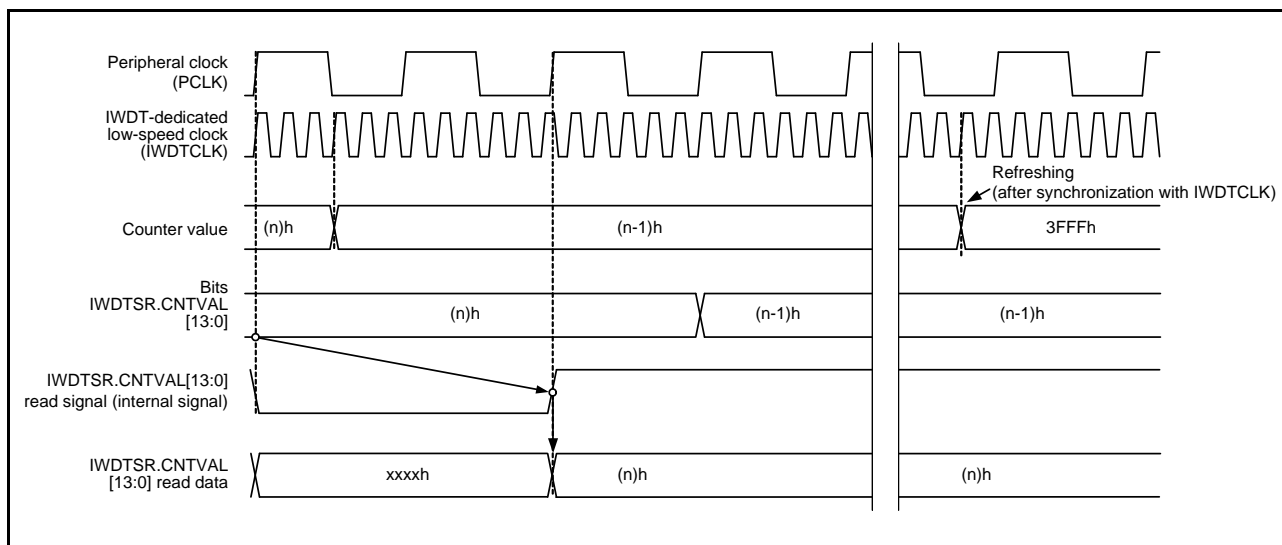 Peripheral clock
(PCLK)
IWDT-dedicated
low-speed clock
(IWDTCLK)
Refreshing
(after synchronization with IWDTCLK)
Counter value
(n)h
(n-1)h
3FFFh
Bits
IWDTSR.CNTVAL
[13:0]
(n)h
(n-1)h
(n-1)h
IWDTSR.CNTVAL[13:0]
read signal (internal signal)
IWDTSR.CNTVAL
[13:0] read data
xxxxh
(n)h
(n)h